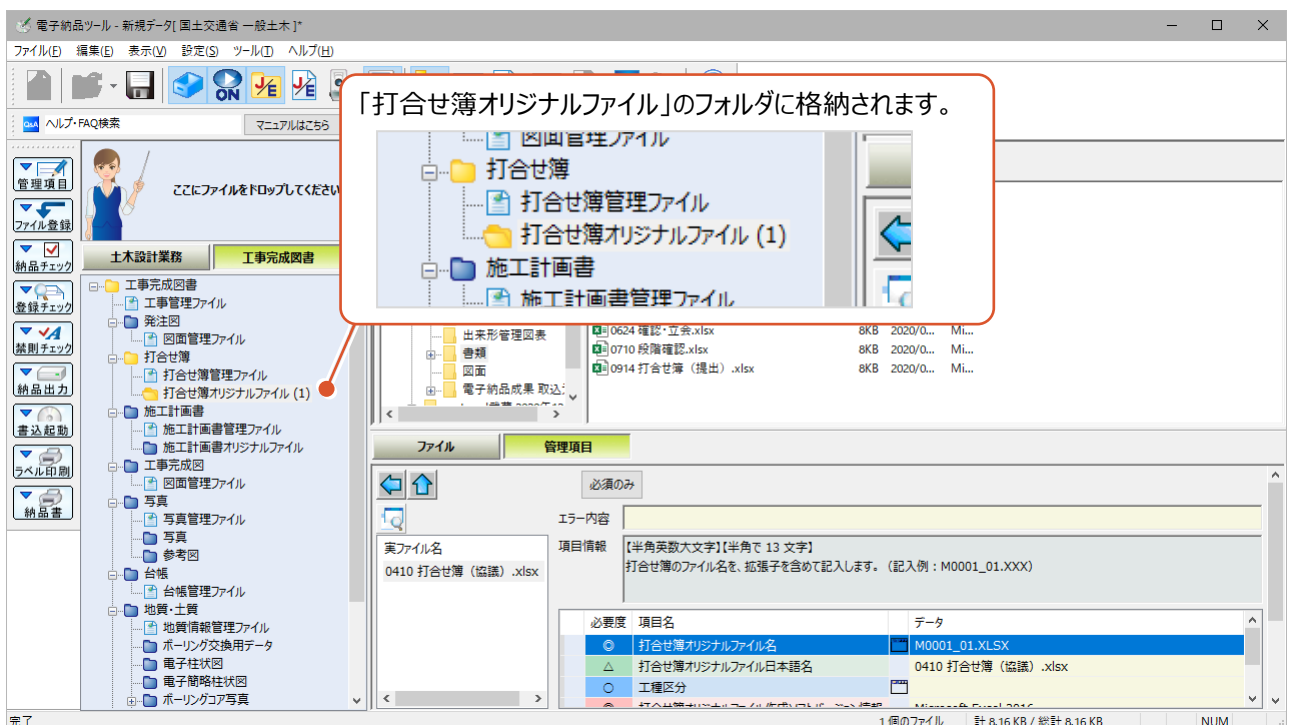 電子納品ツール - 新規データ[ 国土交通省 一般土木 ]*
ファイル(F) 編集(E) 表示(V) 設定(S) ツール(T) ヘルプ(H)
ON
J/E
J/E
Q&A ヘルプ・FAQ検索
マニュアルはこちら
「打合せ簿オリジナルファイル」のフォルダに格納されます。
図面管理ファイル
打合せ簿
打合せ簿管理ファイル
打合せ簿オリジナルファイル (1)
施工計画書
施工計画書管理ファイル
管理項目
ファイル登録
納品チェック
登録チェック
禁則チェック
納品出力
書込起動
ラベル印刷
納品書
ここにファイルをドロップしてください
土木設計業務
工事完成図書
工事完成図書
工事管理ファイル
発注図
図面管理ファイル
打合せ簿
打合せ簿管理ファイル
打合せ簿オリジナルファイル (1)
施工計画書
施工計画書管理ファイル
施工計画書オリジナルファイル
工事完成図
図面管理ファイル
写真
写真管理ファイル
写真
参考図
台帳
台帳管理ファイル
地質・土質
地質情報管理ファイル
ボーリング交換用データ
電子柱状図
電子簡略柱状図
ボーリングコア写真
出来形管理図表
書類
図面
電子納品成果 取込
0624 確認・立会.xlsx 8KB 2020/0... Mi...
0710 段階確認.xlsx 8KB 2020/0... Mi...
0914 打合せ簿（提出）.xlsx 8KB 2020/0... Mi...
ファイル
管理項目
必須のみ
エラー内容
実ファイル名
0410 打合せ簿（協議）.xlsx
項目情報
【半角英数大文字】【半角で 13 文字】
打合せ簿のファイル名を、拡張子を含めて記入します。（記入例：M0001_01.XXX）
必要度 項目名 データ
◎ 打合せ簿オリジナルファイル名 M0001_01.XLSX
△ 打合せ簿オリジナルファイル日本語名 0410 打合せ簿（協議）.xlsx
○ 工種区分
◎ 打合せ簿オリジナルファイル作成ソフトバージョン情報 Microsoft Excel 2016
完了
1 個のファイル 計 8.16 KB / 総計 8.16 KB NUM